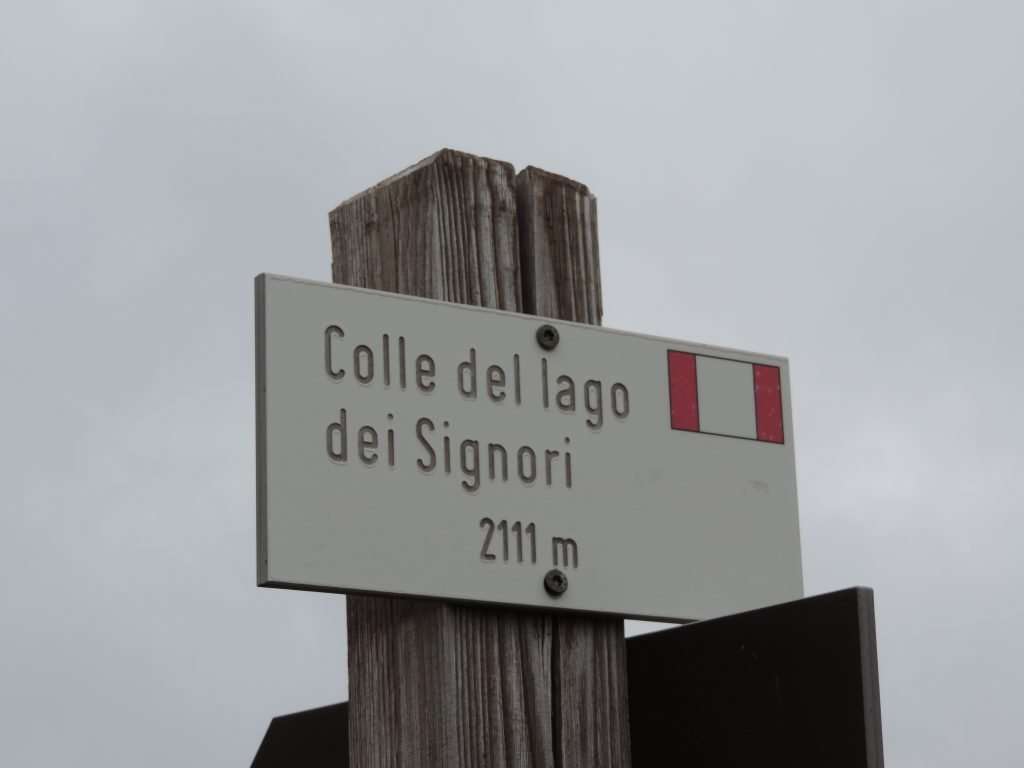 Colle del lago
dei Signori
2111 m